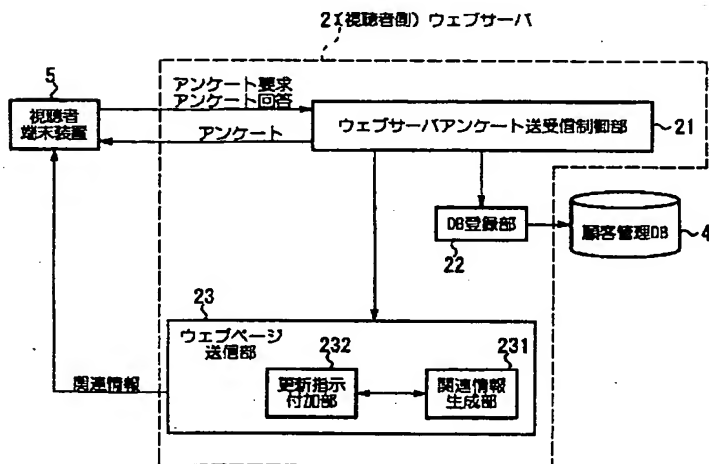 2 (視聴者側) ウェブサーバ
5
視聴者
端末装置
アンケート要求
アンケート回答
アンケート
ウェブサーバアンケート送受信制御部
21
DB登録部
22
顧客管理DB
4
23
ウェブページ
送信部
232
更新指示
付加部
231
関連情報
生成部
関連情報